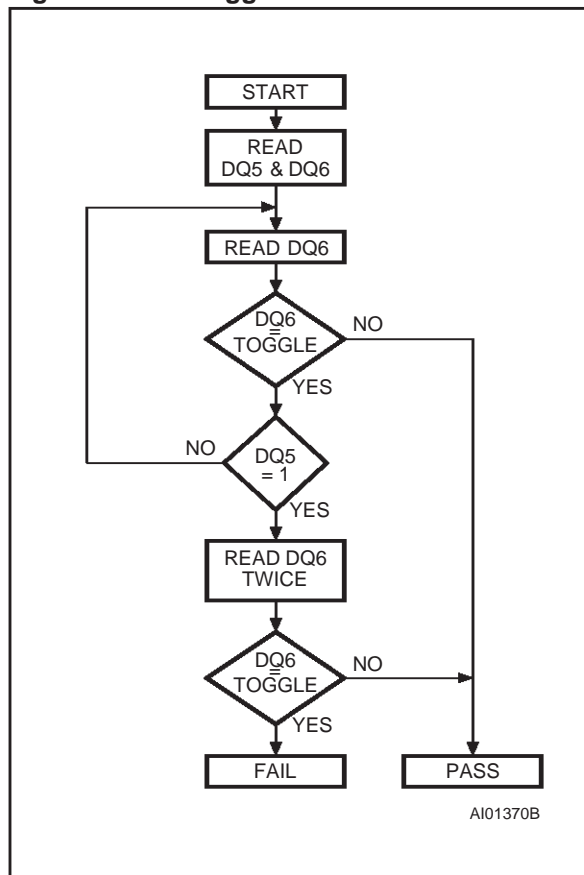 START
READ
DQ5 & DQ6
READ DQ6
DQ6
=
TOGGLE
NO
YES
NO
DQ5
= 1
YES
READ DQ6
TWICE
DQ6
=
TOGGLE
NO
YES
FAIL
PASS
AI01370B